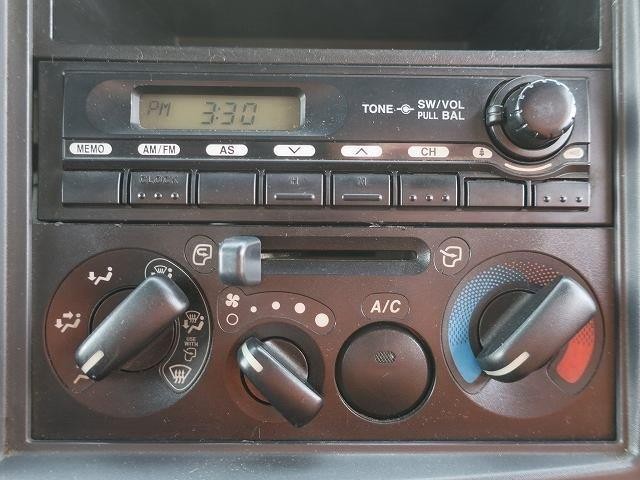 PM 3:30
TONE SW/VOL
PULL BAL
MEMO AM/FM AS CH
CLOCK H M
A/C
USE
WITH